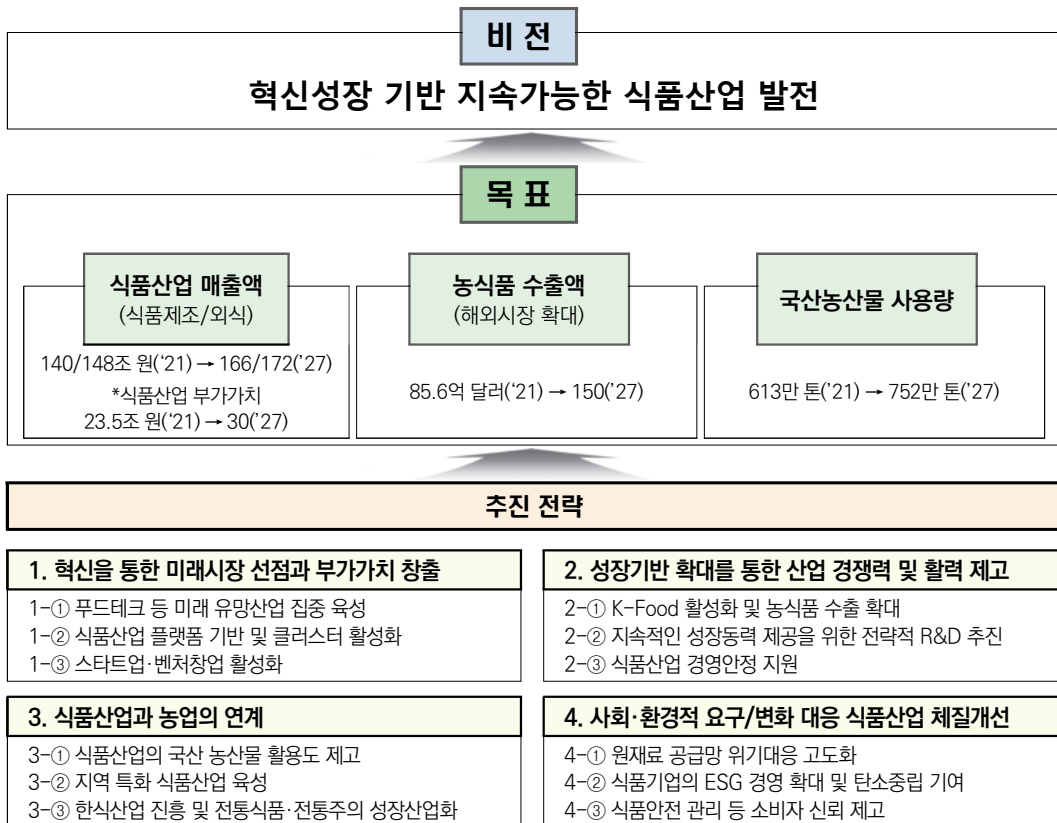 비 전
혁신성장 기반 지속가능한 식품산업 발전
목 표
식품산업 매출액
(식품제조/외식)
140/148조 원(‘21) → 166/172(’27)
*식품산업 부가가치
23.5조 원(‘21) → 30(’27)
농식품 수출액
(해외시장 확대)
85.6억 달러(‘21) → 150(’27)
국산농산물 사용량
613만 톤(’21) → 752만 톤(’27)
추진 전략
1. 혁신을 통한 미래시장 선점과 부가가치 창출
1-① 푸드테크 등 미래 유망산업 집중 육성
1-② 식품산업 플랫폼 기반 및 클러스터 활성화
1-③ 스타트업·벤처창업 활성화
2. 성장기반 확대를 통한 산업 경쟁력 및 활력 제고
2-① K-Food 활성화 및 농식품 수출 확대
2-② 지속적인 성장동력 제공을 위한 전략적 R&D 추진
2-③ 식품산업 경영안정 지원
3. 식품산업과 농업의 연계
3-① 식품산업의 국산 농산물 활용도 제고
3-② 지역 특화 식품산업 육성
3-③ 한식산업 진흥 및 전통식품·전통주의 성장산업화
4. 사회·환경적 요구/변화 대응 식품산업 체질개선
4-① 원재료 공급망 위기대응 고도화
4-② 식품기업의 ESG 경영 확대 및 탄소중립 기여
4-③ 식품안전 관리 등 소비자 신뢰 제고